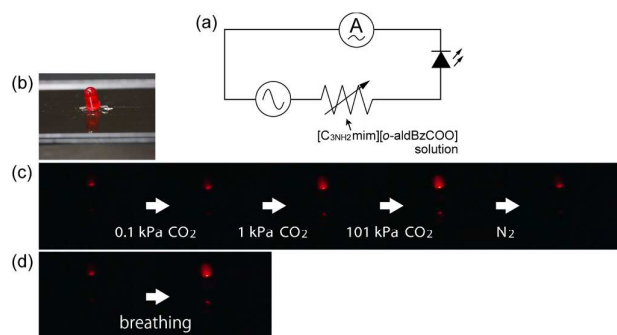 (a)
A
(b)
[C3NH2mim][o-aldBzCOO]
solution
(c)
0.1 kPa CO2
1 kPa CO2
101 kPa CO2
N2
(d)
breathing